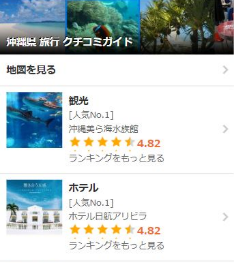 沖縄県 旅行 クチコミガイド
地図を見る
観光
[人気No.1]
沖縄美ら海水族館
4.82
ランキングをもっと見る
ホテル
[人気No.1]
ホテル日航アリビラ
4.82
ランキングをもっと見る